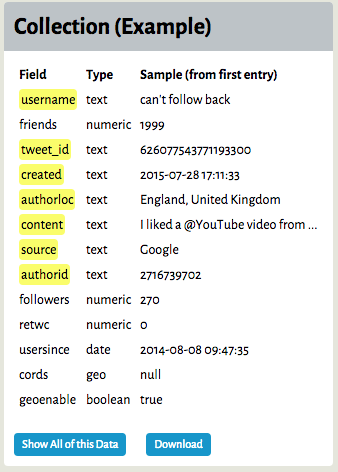 Collection (Example)
Field Type Sample (from first entry)
username text can't follow back
friends numeric 1999
tweet_id text 626077543771193300
created text 2015-07-28 17:11:33
authorloc text England, United Kingdom
content text I liked a @YouTube video from ...
source text Google
authorid text 2716739702
followers numeric 270
retwc numeric 0
usersince date 2014-08-08 09:47:35
cords geo null
geoenable boolean true
Show All of this Data Download